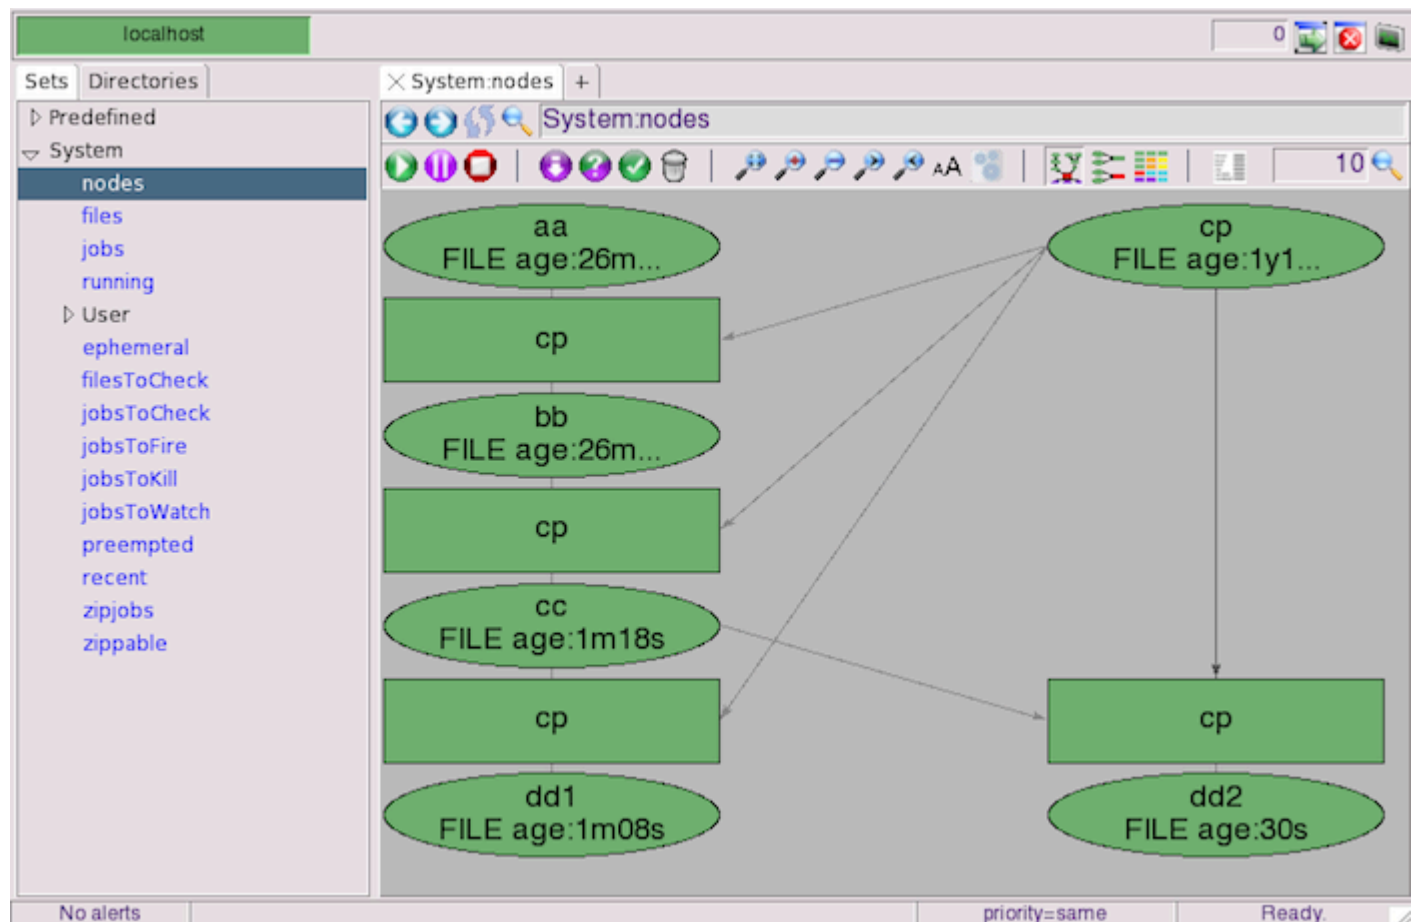 localhost
0
Sets Directories
System:nodes +
Predefined
System
nodes
files
jobs
running
User
ephemeral
filesToCheck
jobsToCheck
jobsToFire
jobsToKill
jobsToWatch
preempted
recent
zipjobs
zippable
System:nodes
AA 10
aa
FILE age:26m...
cp
FILE age:1y1...
cp
bb
FILE age:26m...
cp
cc
FILE age:1m18s
cp
cp
dd1
FILE age:1m08s
dd2
FILE age:30s
No alerts
priority=same
Ready.